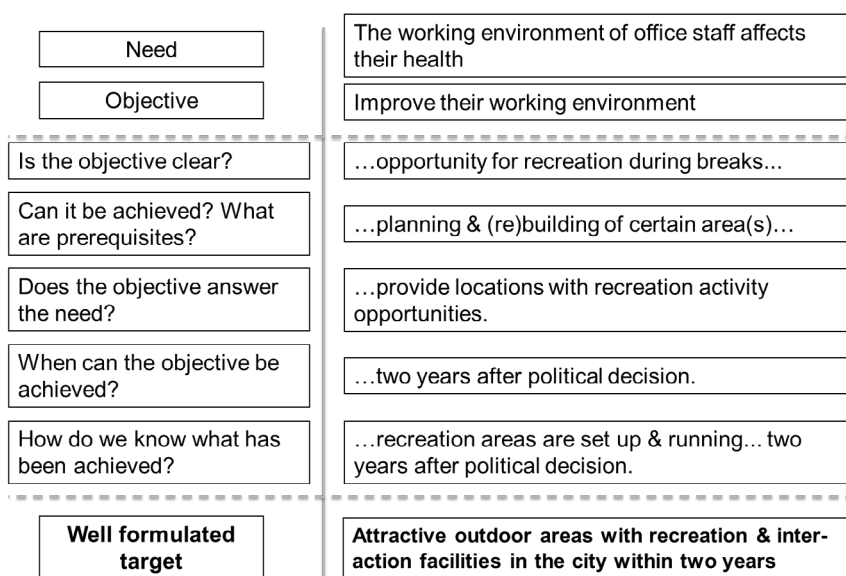 Need
The working environment of office staff affects
their health
Objective
Improve their working environment
Is the objective clear?
…opportunity for recreation during breaks...
Can it be achieved? What
are prerequisites?
…planning & (re)building of certain area(s)…
Does the objective answer
the need?
…provide locations with recreation activity
opportunities.
When can the objective be
achieved?
…two years after political decision.
How do we know what has
been achieved?
…recreation areas are set up & running... two
years after political decision.
Well formulated
target
Attractive outdoor areas with recreation & inter-
action facilities in the city within two years